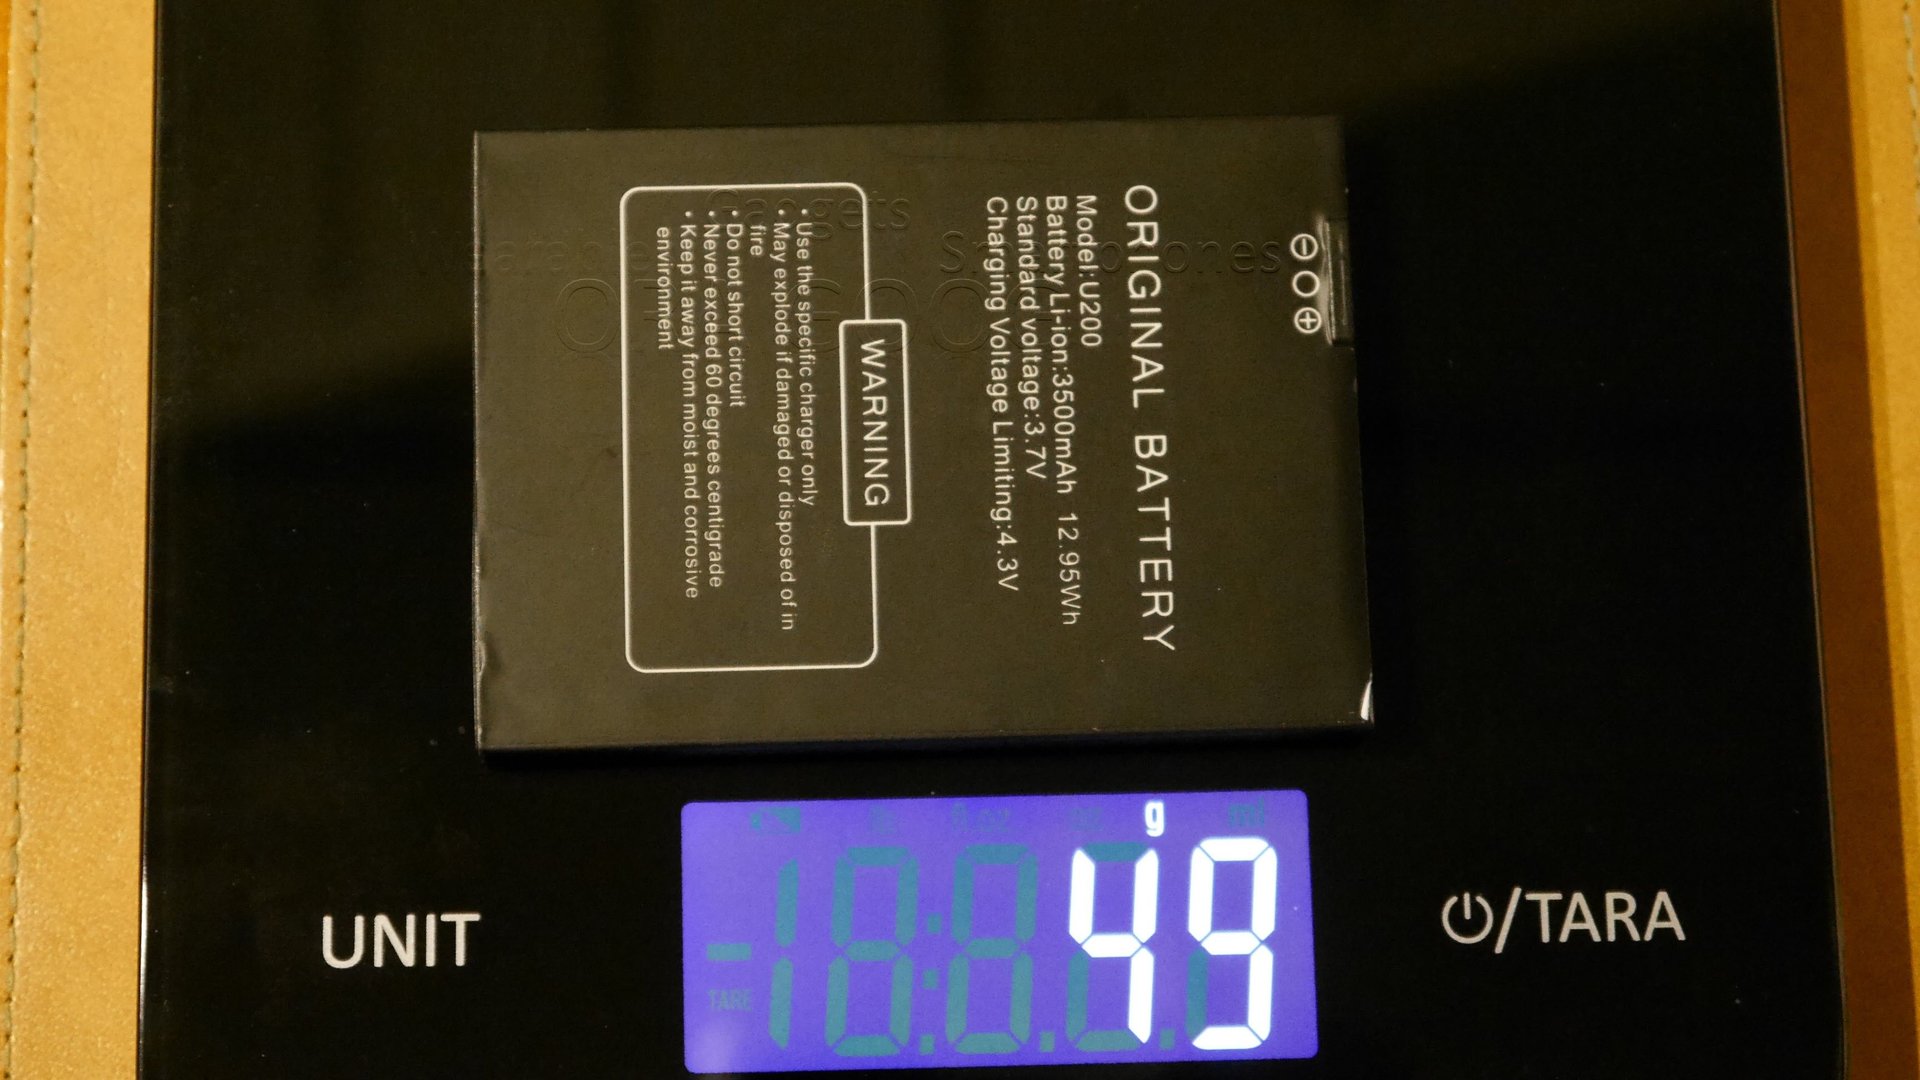 ORIGINAL BATTERY
Model:U200
Battery Li-ion:3500mAh 12.95Wh
Standard voltage:3.7V
Charging Voltage Limiting:4.3V
WARNING
• Use the specific charger only
• May explode if damaged or disposed of in
fire
• Do not short circuit
• Never exceed 60 degrees centigrade
• Keep it away from moist and corrosive
environment
g
49
TARE
UNIT
/TARA